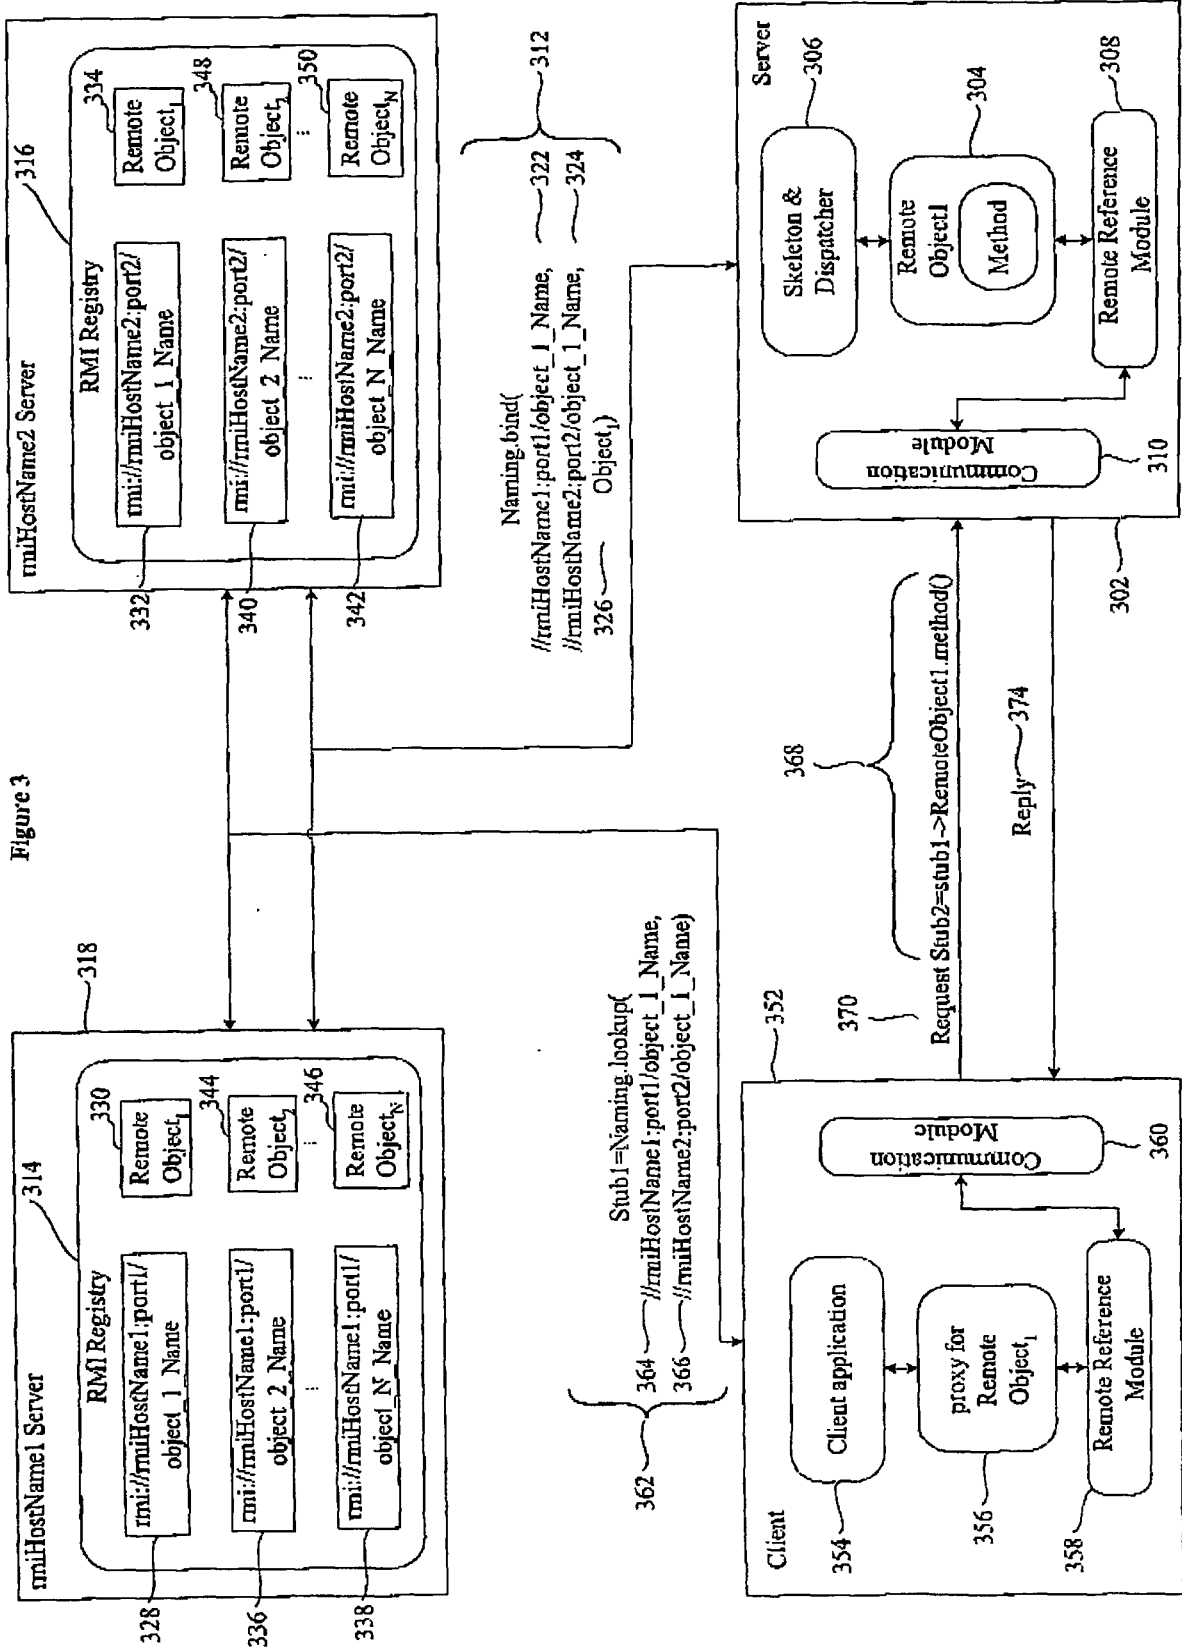 Figure 3
rmiHostName1 Server
318
314
RMI Registry
rmi://rmiHostName1:port1/
object_1_Name
328
Remote
Object1
330
rmi://rmiHostName1:port1/
object_2_Name
336
Remote
Object2
344
...
...
rmi://rmiHostName1:port1/
object_N_Name
338
Remote
ObjectN
346
rmiHostName2 Server
316
RMI Registry
rmi://rmiHostName2:port2/
object_1_Name
332
Remote
Object1
334
rmi://rmiHostName2:port2/
object_2_Name
340
Remote
Object2
348
...
...
rmi://rmiHostName2:port2/
object_N_Name
342
Remote
ObjectN
350
362
Stub1=Naming.lookup(
364 //rmiHostName1:port1/object_1_Name,
366 //rmiHostName2:port2/object_1_Name)
312
Naming.bind(
//rmiHostName1:port1/object_1_Name, 322
//rmiHostName2:port2/object_1_Name, 324
326 Object1)
Client
352
Client application
354
proxy for
Remote
Object1
356
Remote Reference
Module
358
Communication
Module
360
368
370
Request Stub2=stub1->RemoteObject1.method()
Reply 374
Server
302
Skeleton &
Dispatcher
306
Remote
Object1
Method
304
Remote Reference
Module
308
Communication
Module
310